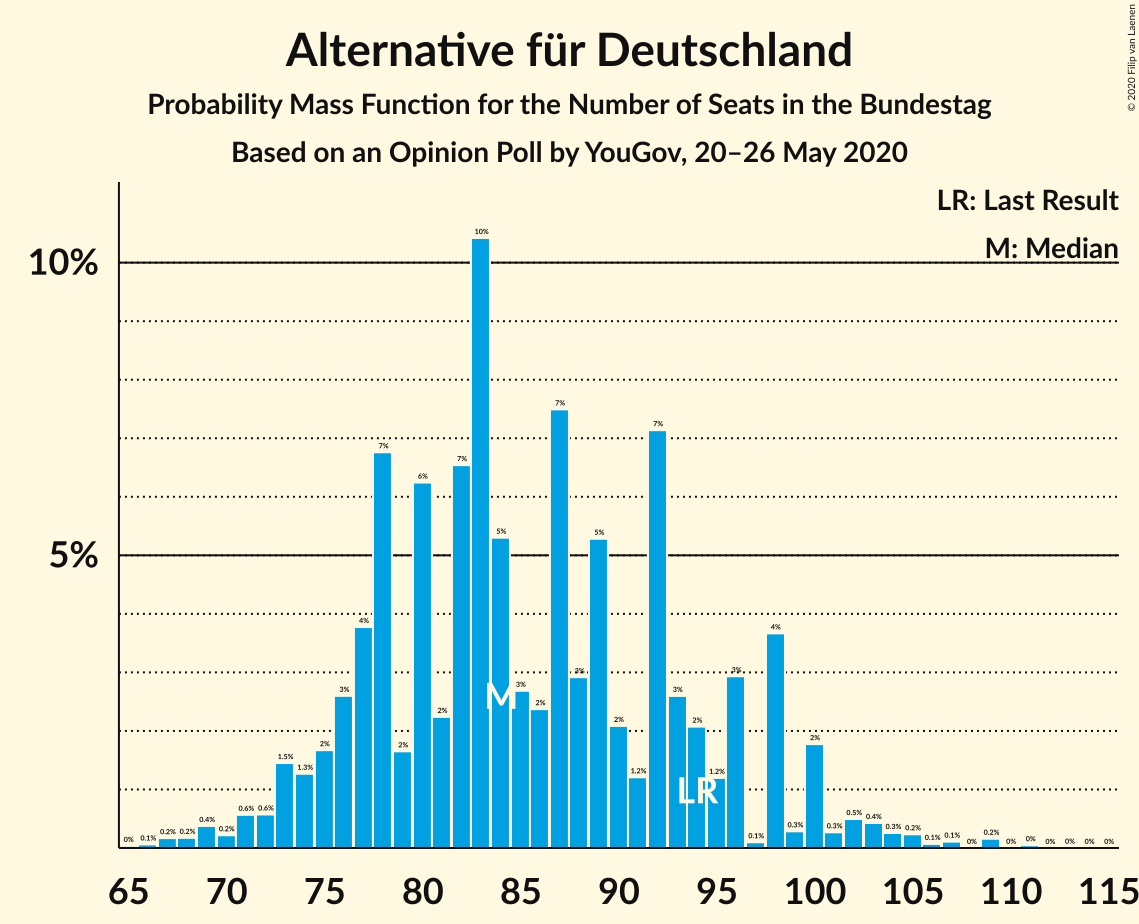 © 2020 Filip van Laenen
Alternative für Deutschland
Probability Mass Function for the Number of Seats in the Bundestag
Based on an Opinion Poll by YouGov, 20–26 May 2020
LR: Last Result
M: Median
10%
5%
0% 0.1% 0.2% 0.2% 0.4% 0.2% 0.6% 0.6% 1.5% 1.3% 2% 3% 4% 7% 2% 6% 2% 7% 10% 5% 3% 2% 7% 3% 5% 2% 1.2% 7% 3% 2% 1.2% 3% 0.1% 4% 0.3% 2% 0.3% 0.5% 0.4% 0.3% 0.2% 0.1% 0.1% 0% 0.2% 0% 0% 0% 0% 0% 0%
M
LR
65 70 75 80 85 90 95 100 105 110 115